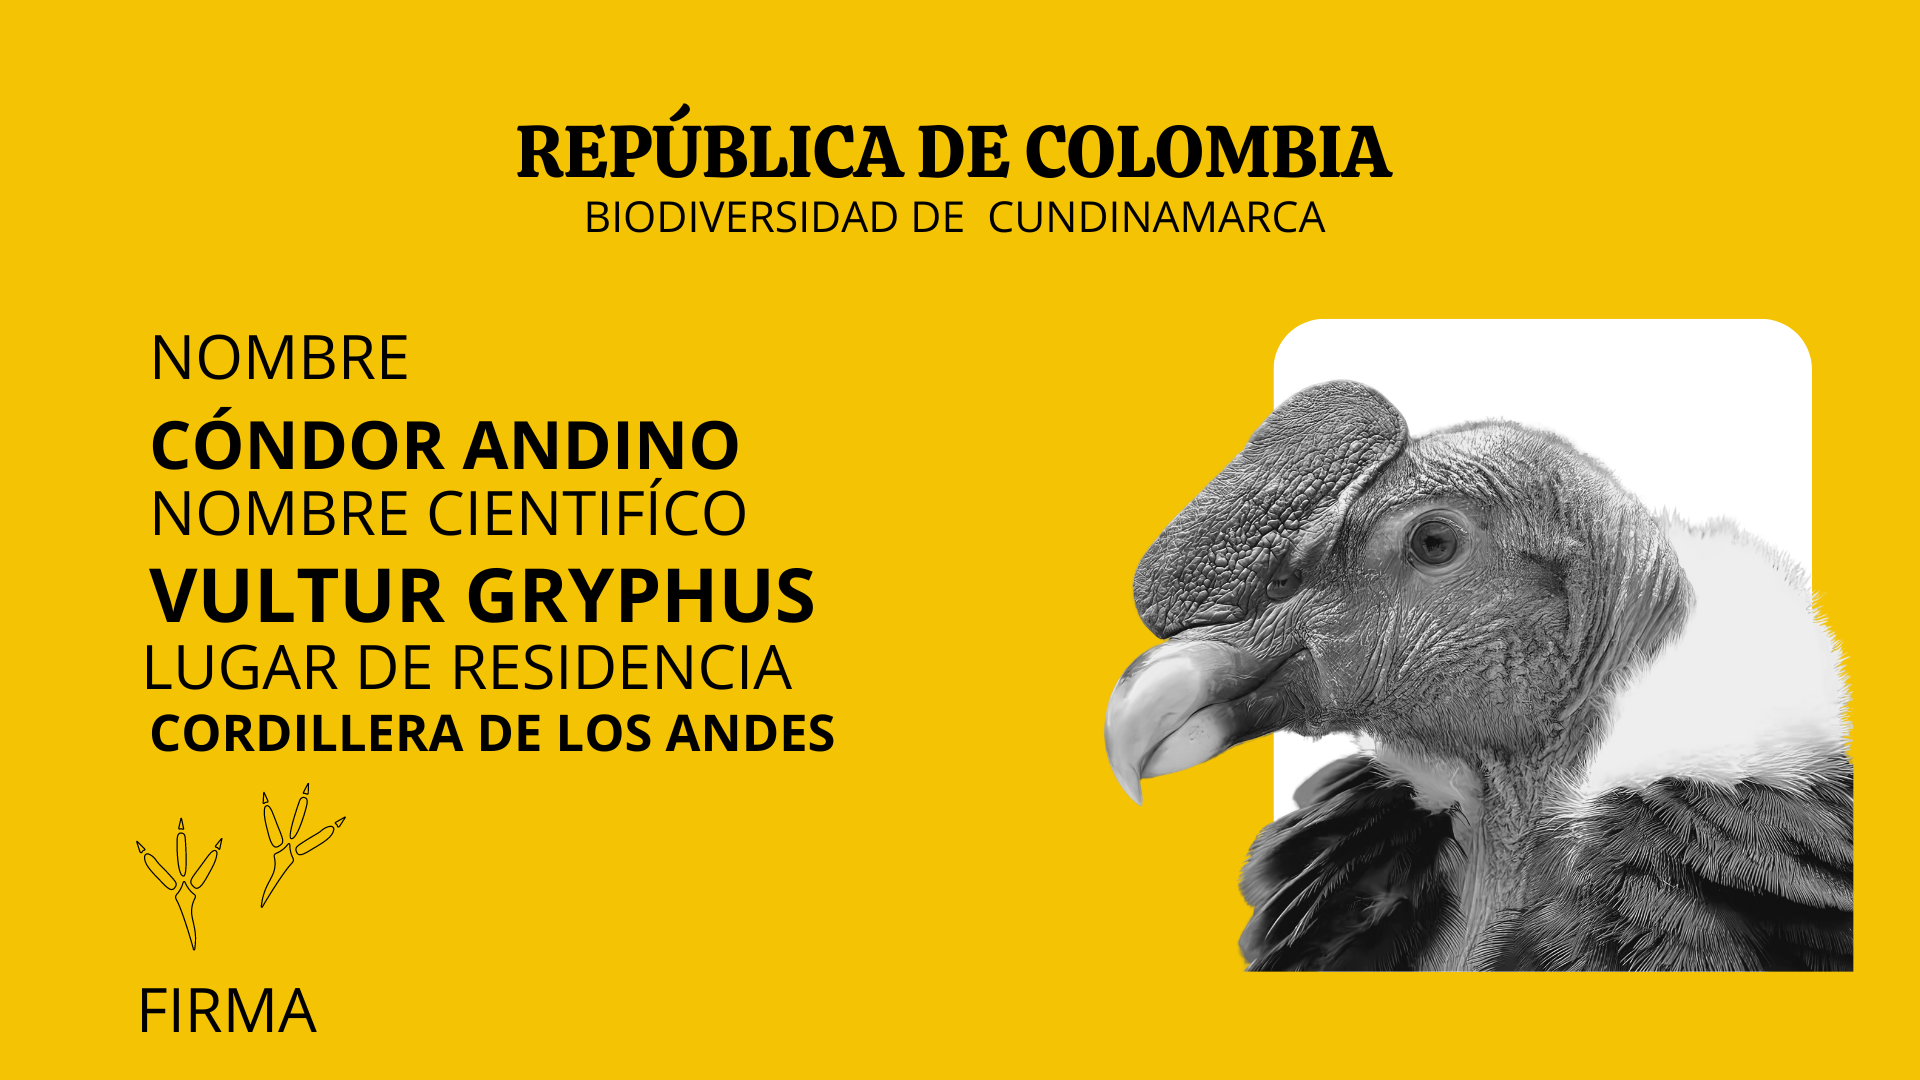 REPÚBLICA DE COLOMBIA
BIODIVERSIDAD DE CUNDINAMARCA
NOMBRE
CÓNDOR ANDINO
NOMBRE CIENTIFÍCO
VULTUR GRYPHUS
LUGAR DE RESIDENCIA
CORDILLERA DE LOS ANDES
FIRMA